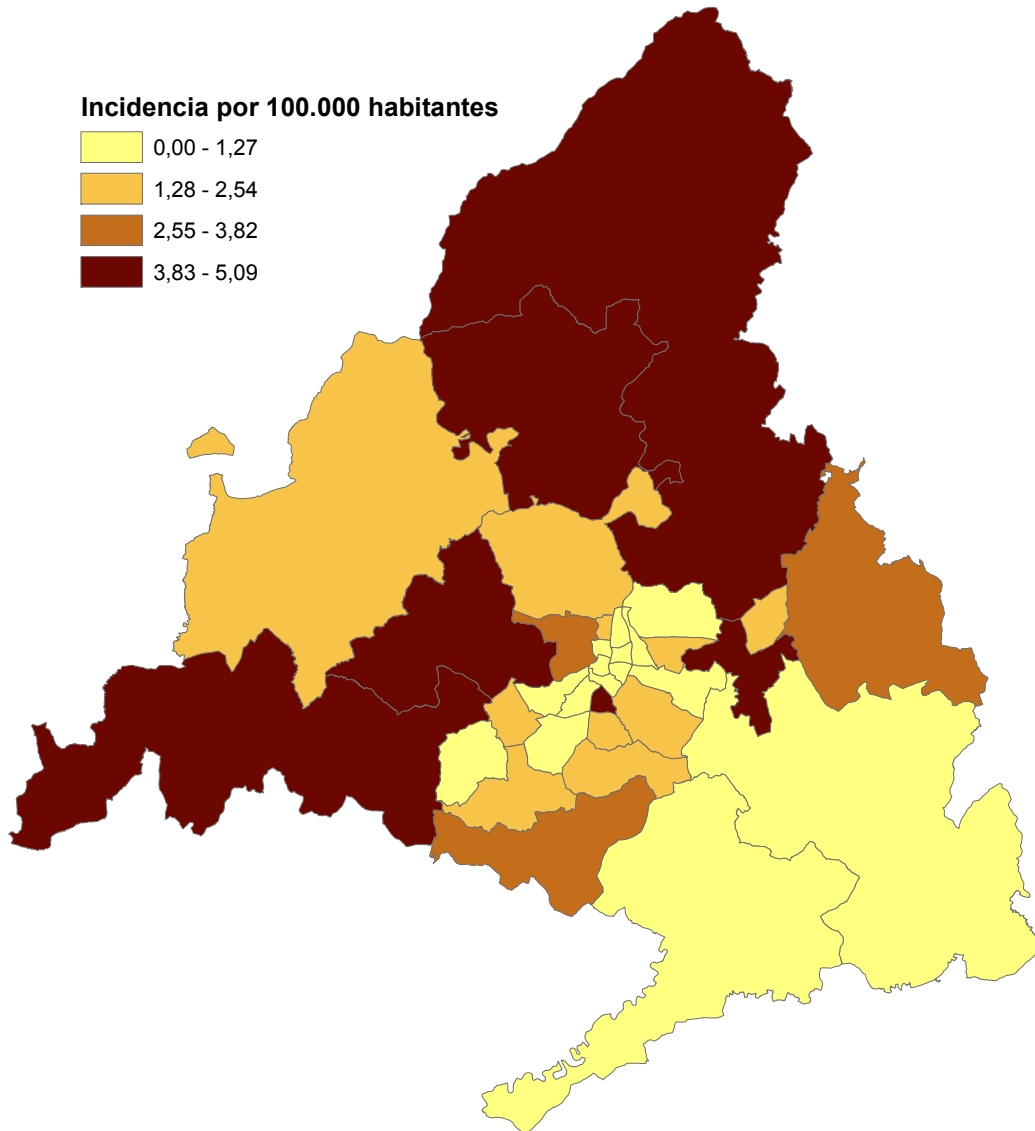 Incidencia por 100.000 habitantes
0,00 - 1,27
1,28 - 2,54
2,55 - 3,82
3,83 - 5,09